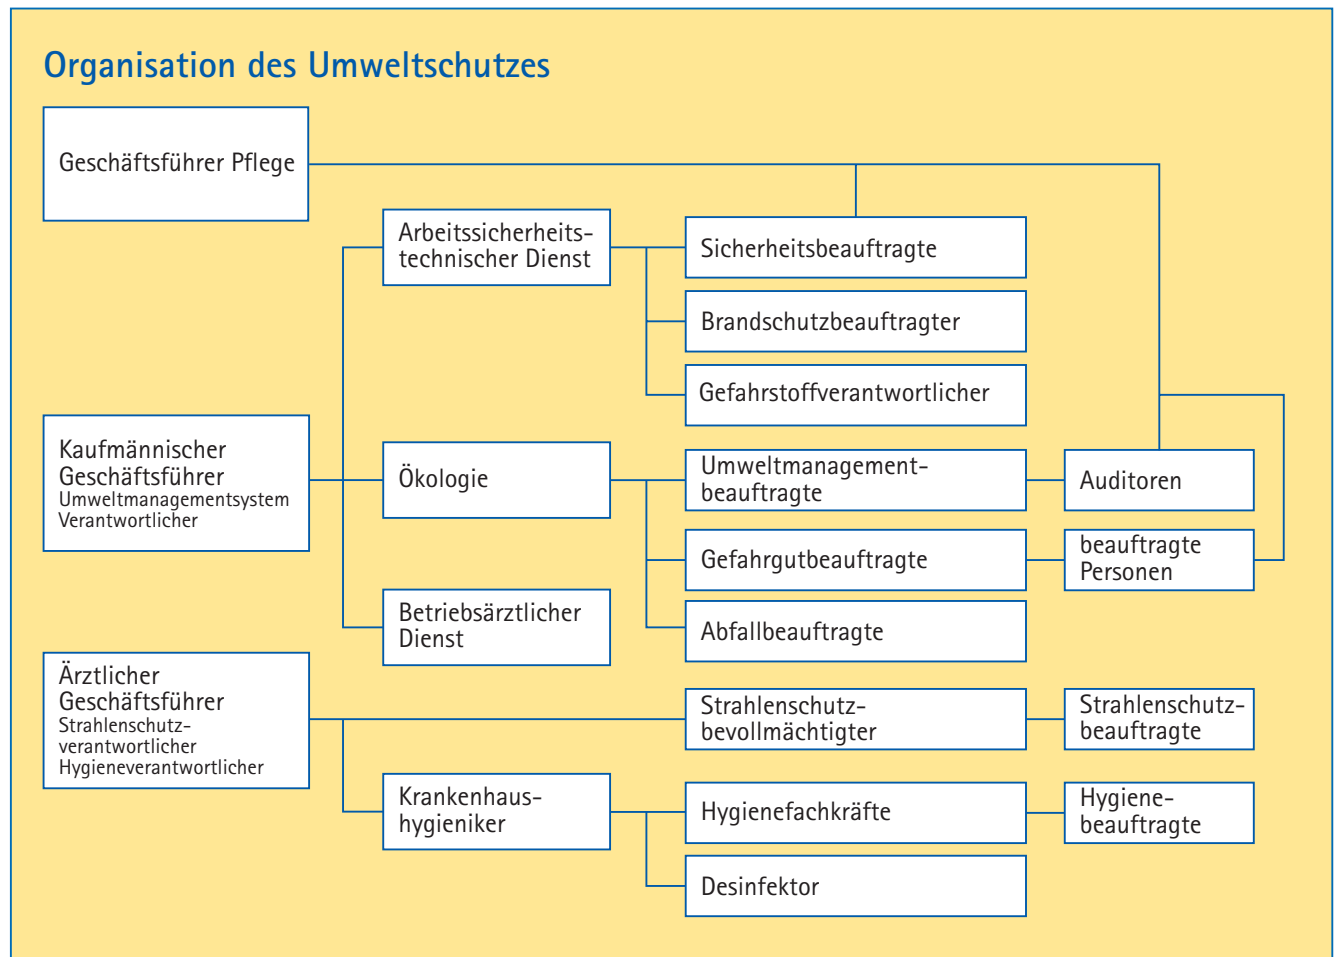 Organisation des Umweltschutzes
Geschäftsführer Pflege
Arbeitssicherheits-
technischer Dienst
Sicherheitsbeauftragte
Brandschutzbeauftragter
Gefahrstoffverantwortlicher
Kaufmännischer
Geschäftsführer
Umweltmanagementsystem
Verantwortlicher
Ökologie
Umweltmanagement-
beauftragte
Auditoren
Gefahrgutbeauftragte
beauftragte
Personen
Betriebsärztlicher
Dienst
Abfallbeauftragte
Ärztlicher
Geschäftsführer
Strahlenschutz-
verantwortlicher
Hygieneverantwortlicher
Strahlenschutz-
bevollmächtigter
Strahlenschutz-
beauftragte
Krankenhaus-
hygieniker
Hygienefachkräfte
Hygiene-
beauftragte
Desinfektor